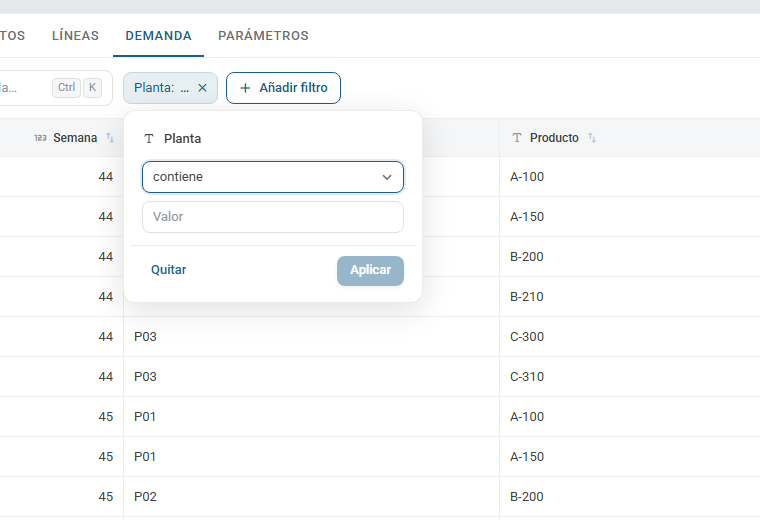 TOS LÍNEAS DEMANDA PARÁMETROS
la... Ctrl K Planta: ... × + Añadir filtro
123 Semana T Producto
T Planta
contiene
Valor
Quitar Aplicar
44 A-100
44 A-150
44 B-200
44 B-210
44 P03 C-300
44 P03 C-310
45 P01 A-100
45 P01 A-150
45 P02 B-200